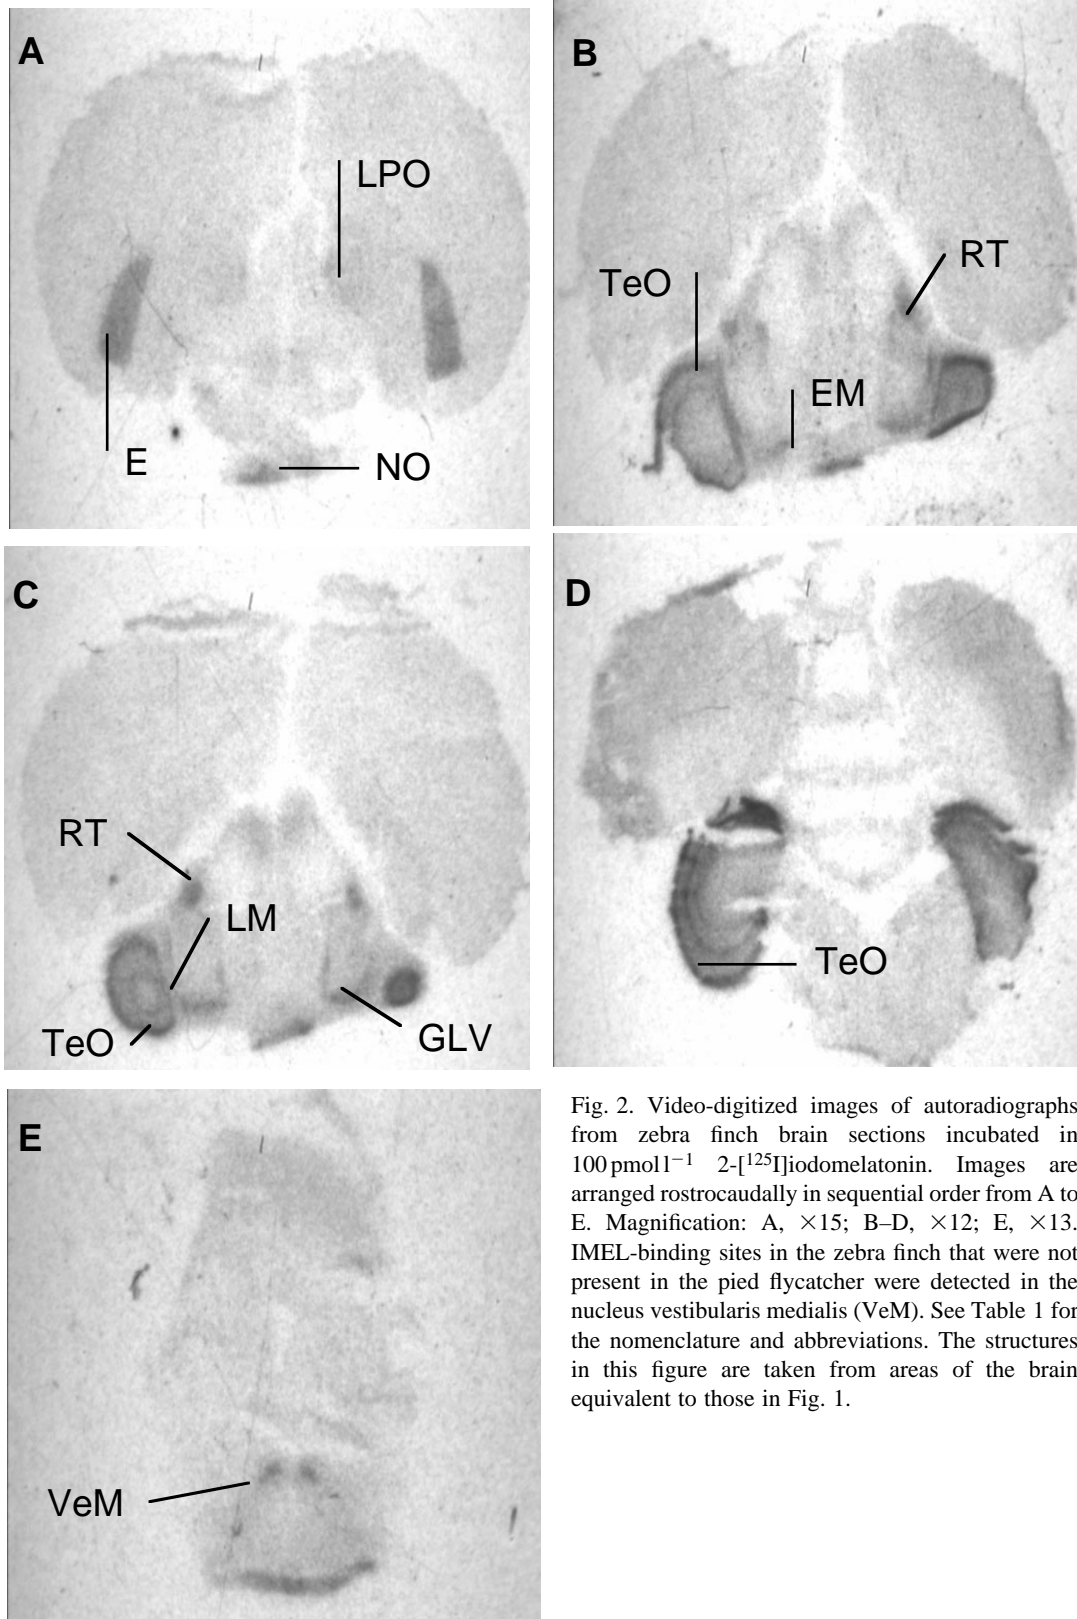 A
LPO
E
NO
B
TeO
RT
EM
C
RT
LM
TeO
GLV
D
TeO
E
VeM
Fig. 2. Video-digitized images of autoradiographs
from zebra finch brain sections incubated in
100 pmol l−1 2-[125I]iodomelatonin. Images are
arranged rostrocaudally in sequential order from A to
E. Magnification: A, ×15; B–D, ×12; E, ×13.
IMEL-binding sites in the zebra finch that were not
present in the pied flycatcher were detected in the
nucleus vestibularis medialis (VeM). See Table 1 for
the nomenclature and abbreviations. The structures
in this figure are taken from areas of the brain
equivalent to those in Fig. 1.